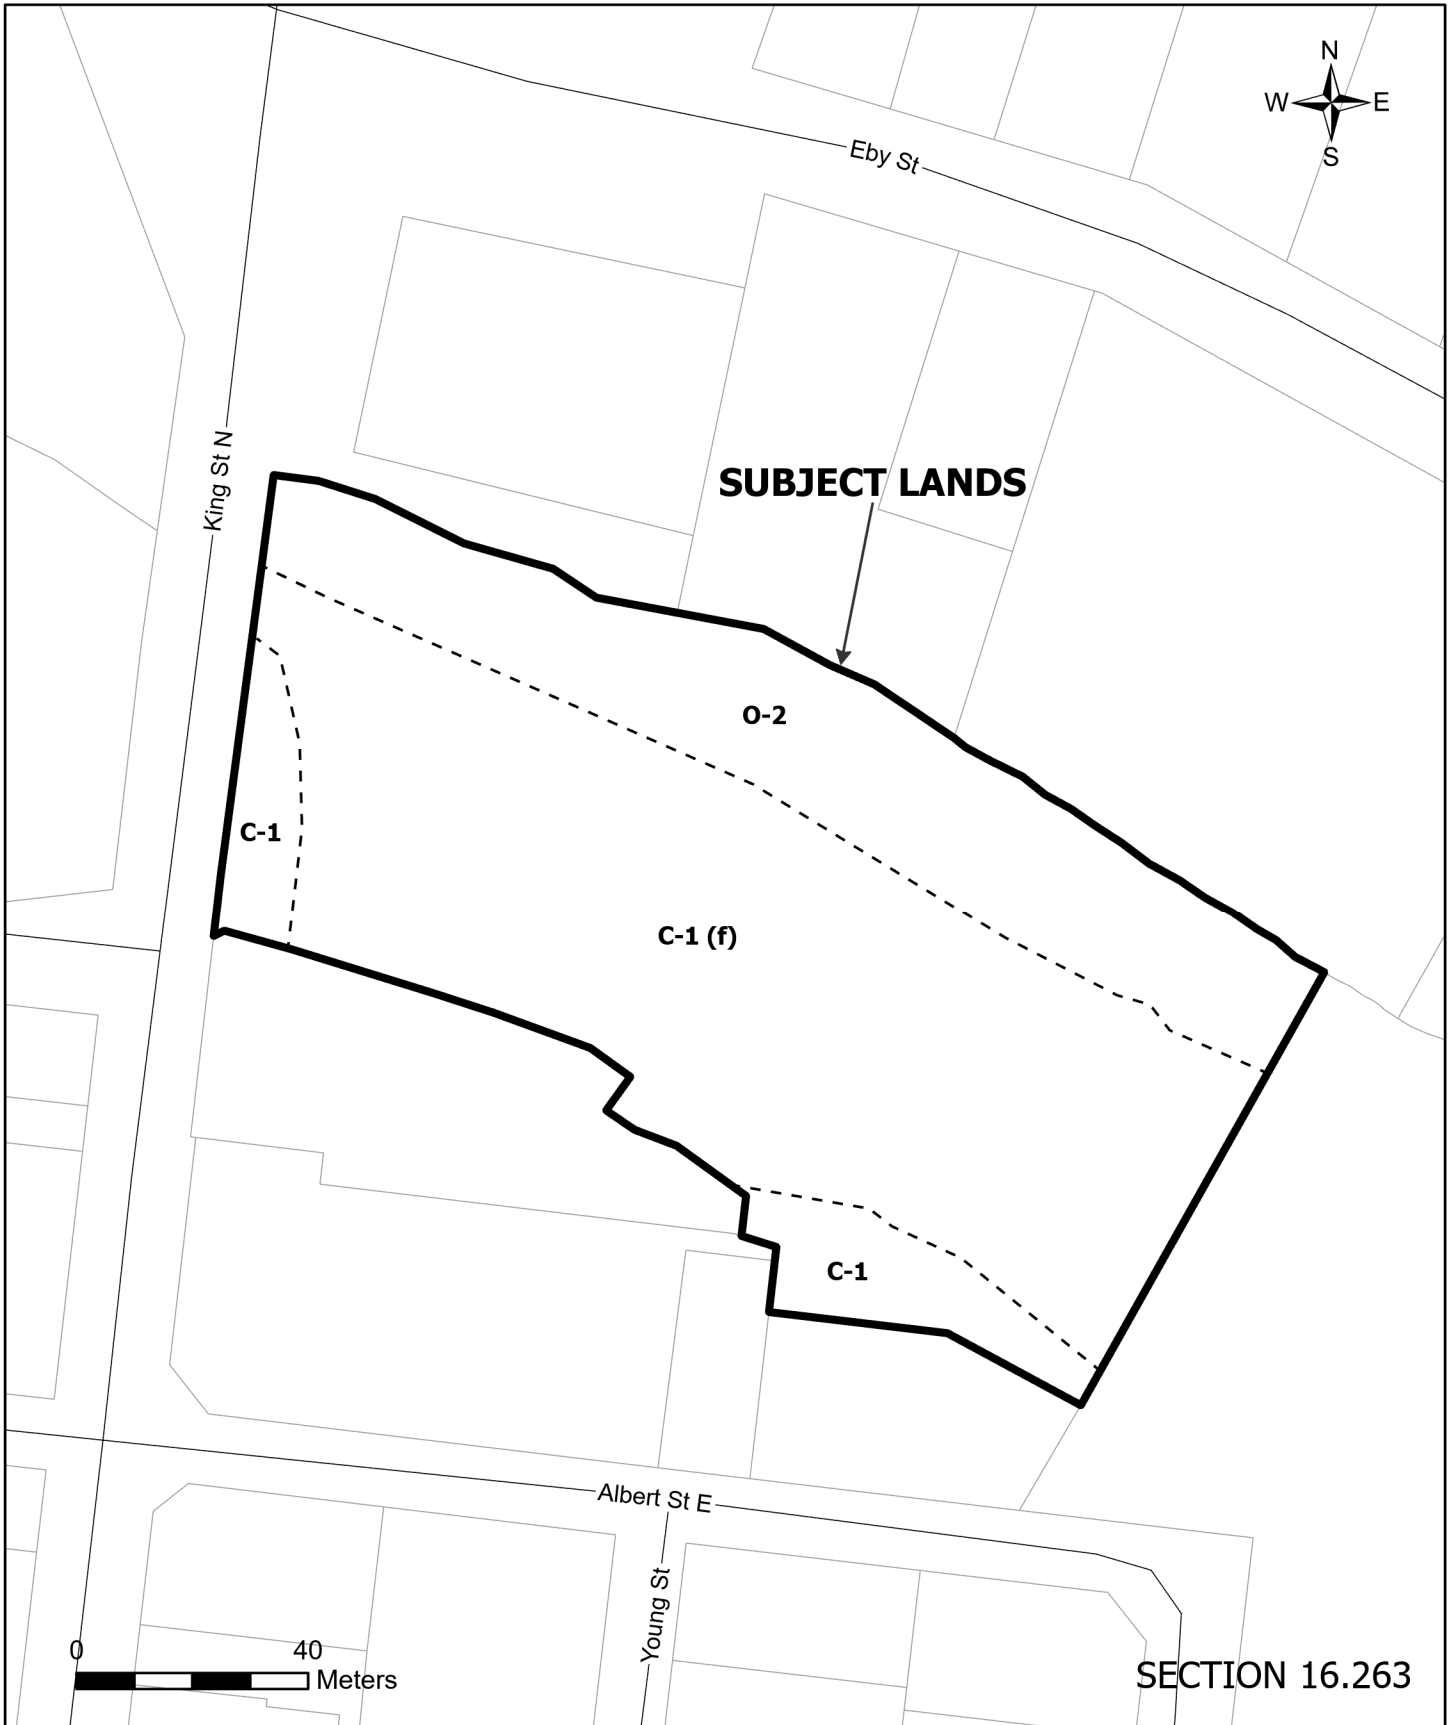 N
W E
S
Eby St
King St N
SUBJECT LANDS
O-2
C-1
C-1 (f)
C-1
Albert St E
Young St
0 40
Meters
SECTION 16.263